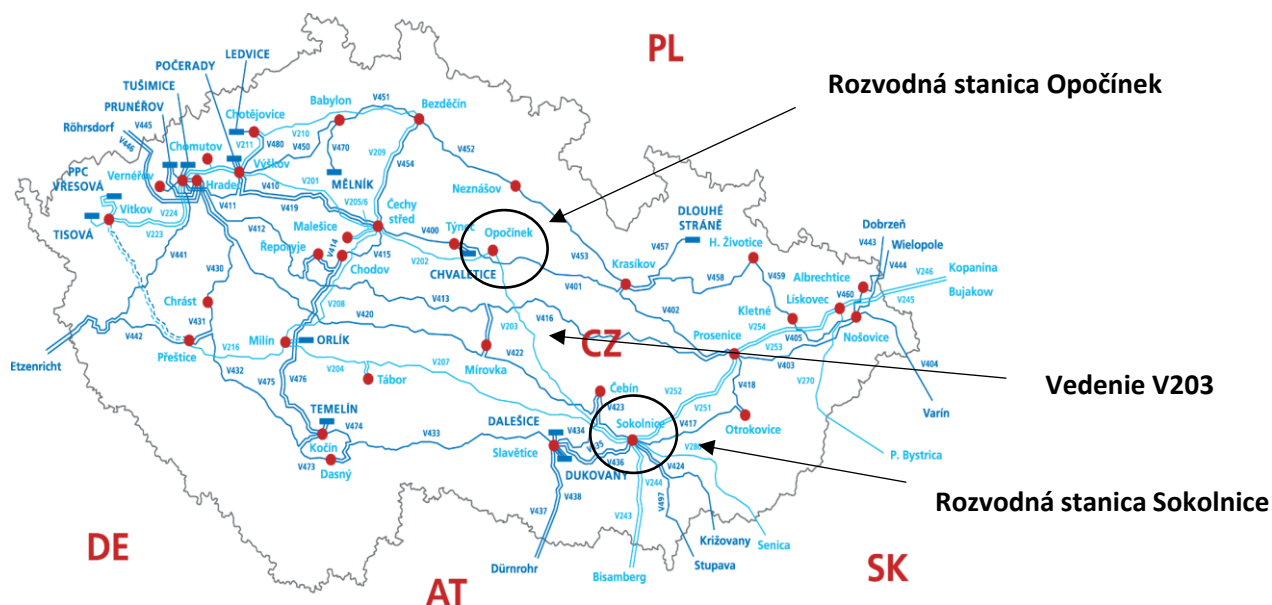 PL
Rozvodná stanica Opočínek
LEDVICE
POČERADY
TUŠIMICE
PRUNÉŘOV
Röhrsdorf
V445
V446
Chotějovice
Babylon
V451
Bezděčín
V210
V211
V480
V450
V470
V209
V454
V452
Chomutov
Výškov
PPC
VŘESOVÁ
Vernéřov
Hradec
V410
V201
MĚLNÍK
Neznášov
Vítkov
V224
V223
V411
V419
V205/6
TISOVÁ
V412
Malešice
Čechy
střed
V400
Týnec
Opočínek
DLOUHÉ
STRÁNĚ
Dobrzeň
V443
Wielopole
V444
V246
Kopanina
Bujakow
V245
Řeporyje
V414
V415
Chodov
V202
CHVALETICE
V453
V457
H. Životice
V441
V430
Krasíkov
V458
V459
Albrechtice
Lískovec
V460
V401
V208
V413
Chrást
V420
V416
V402
Kletné
V254
V405
Nošovice
V203
CZ
Prosenice
V253
V403
V404
V442
V431
Milín
ORLÍK
V422
Etzenricht
Přeštice
V216
V207
V204
Tábor
Mírovka
V270
Vedenie V203
V432
V475
V476
V252
V418
Varín
Čebín
V423
V251
TEMELÍN
V474
DALEŠICE
V434
Sokolnice
V417
Otrokovice
V433
Kočín
Slavětice
V435
V436
P. Bystrica
V473
Dasný
DUKOVANY
V244
V424
V438
V497
Rozvodná stanica Sokolnice
V437
V243
DE
Križovany
Senica
Stupava
SK
Dürnrohr
AT
Bisamberg